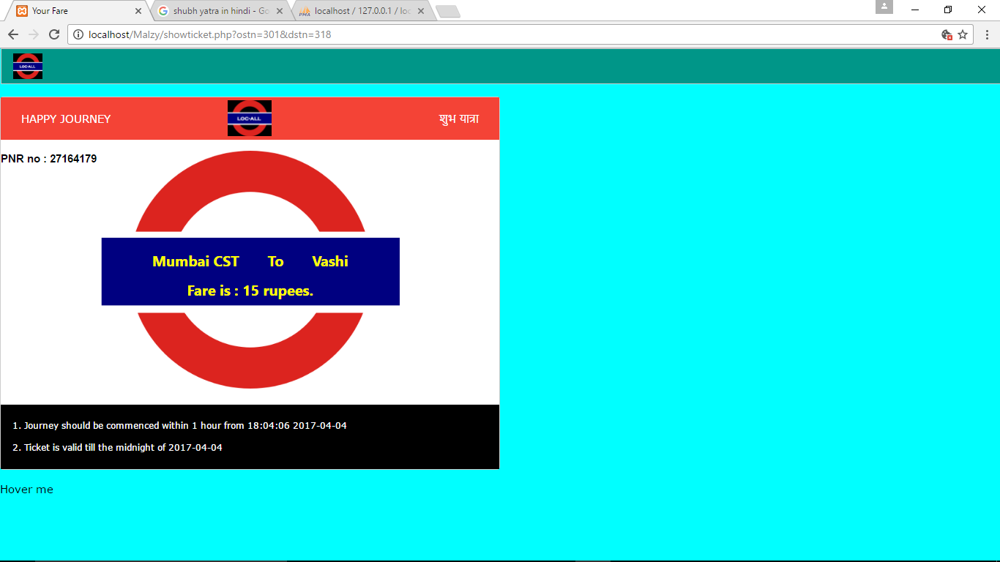 Your Fare
shubh yatra in hindi - Go
localhost / 127.0.0.1 / loc
localhost/Malzy/showticket.php?ostn=301&dstn=318
LOC-ALL
HAPPY JOURNEY
LOC-ALL
शुभ यात्रा
PNR no : 27164179
Mumbai CST To Vashi
Fare is : 15 rupees.
1. Journey should be commenced within 1 hour from 18:04:06 2017-04-04
2. Ticket is valid till the midnight of 2017-04-04
Hover me